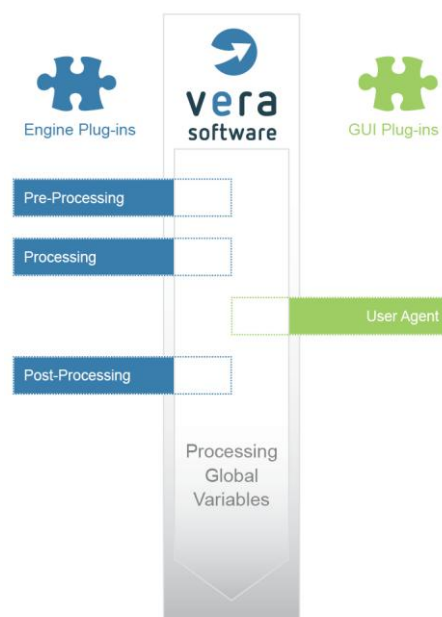 vera
software
Engine Plug-ins
GUI Plug-ins
Pre-Processing
Processing
User Agent
Post-Processing
Processing
Global
Variables